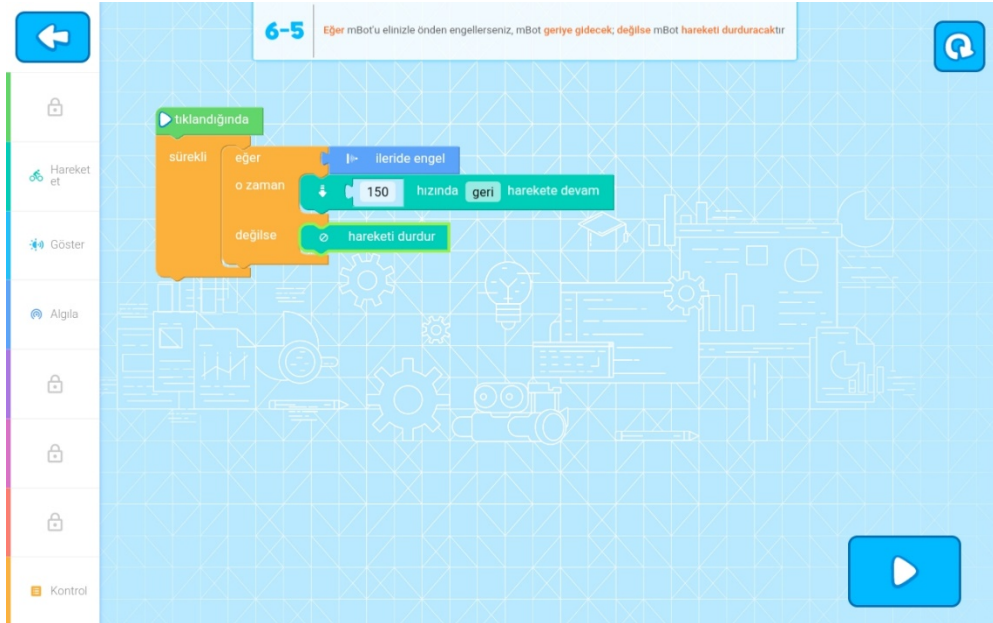 6-5
Eğer mBot'u elinizle önden engellerseniz, mBot geriye gidecek; değilse mBot hareketi durduracaktır
tıklandığında
sürekli
eğer
ileride engel
o zaman
150 hızında geri harekete devam
değilse
hareketi durdur
Hareket
et
Göster
Algıla
Kontrol